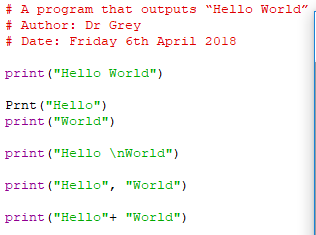 # A program that outputs “Hello World”
# Author: Dr Grey
# Date: Friday 6th April 2018
print("Hello World")
Prnt("Hello")
print("World")
print("Hello \nWorld")
print("Hello", "World")
print("Hello"+ "World")